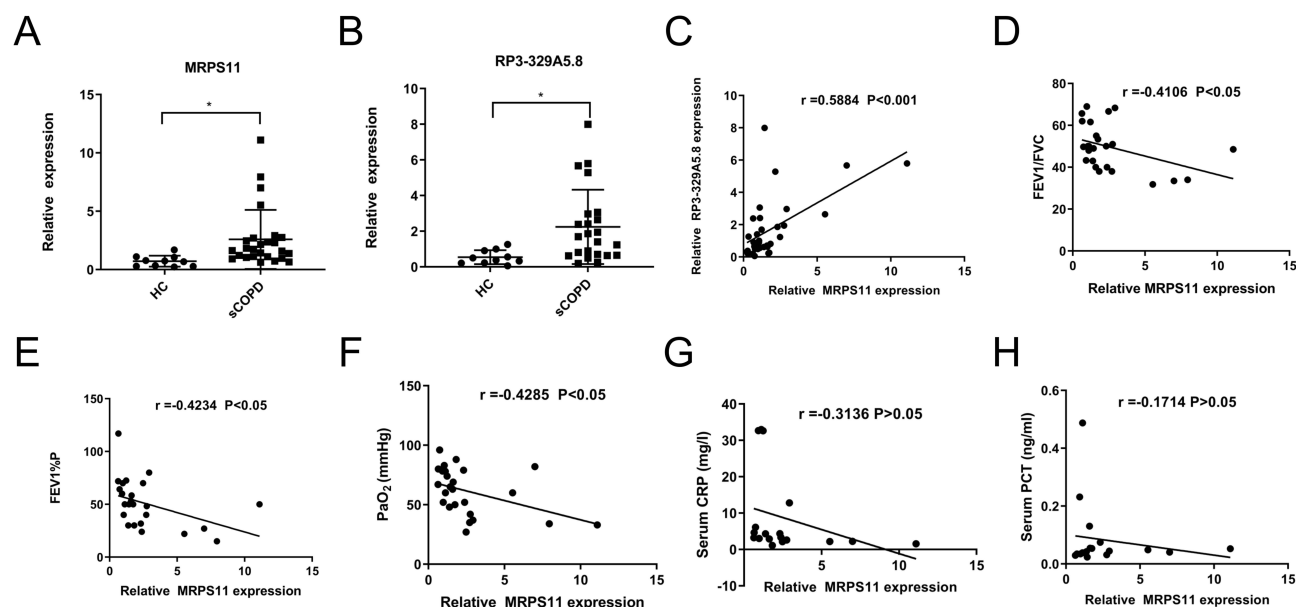 A
MRPS11
*
Relative expression
15
10
5
0
HC
sCOPD
B
RP3-329A5.8
*
Relative expression
10
8
6
4
2
0
HC
sCOPD
C
r =0.5884 P<0.001
Relative RP3-329A5.8 expression
10
8
6
4
2
0
0 5 10 15
Relative MRPS11 expression
D
r =-0.4106 P<0.05
FEV1/FVC
80
60
40
20
0
0 5 10 15
Relative MRPS11 expression
E
r =-0.4234 P<0.05
FEV1%P
150
100
50
0
0 5 10 15
Relative MRPS11 expression
F
r =-0.4285 P<0.05
PaO₂ (mmHg)
150
100
50
0
0 5 10 15
Relative MRPS11 expression
G
r =-0.3136 P>0.05
Serum CRP (mg/l)
40
30
20
10
0
-10
5 10 15
Relative MRPS11 expression
H
r =-0.1714 P>0.05
Serum PCT (ng/ml)
0.6
0.4
0.2
0.0
0 5 10 15
Relative MRPS11 expression